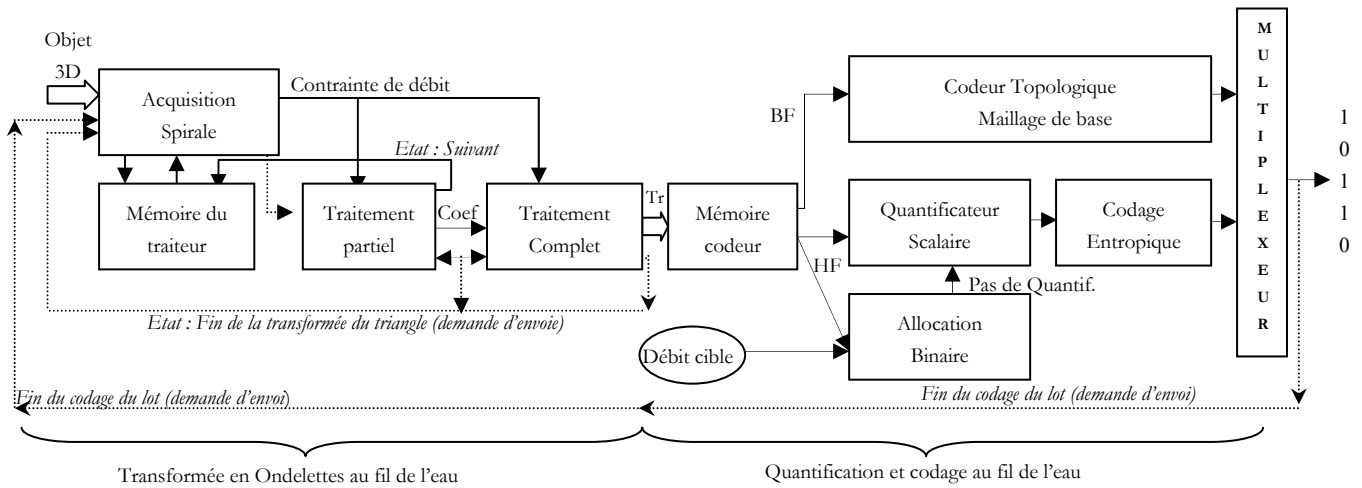 Objet
3D
Acquisition
Spirale
Contrainte de débit
Etat : Suivant
Mémoire du
traiteur
Traitement
partiel
Coef
Traitement
Complet
Tr
Mémoire
codeur
BF
HF
Codeur Topologique
Maillage de base
Quantificateur
Scalaire
Codage
Entropique
Pas de Quantif.
Allocation
Binaire
Débit cible
M
U
L
T
I
P
L
E
X
E
U
R
1
0
1
1
0
Etat : Fin de la transformée du triangle (demande d'envoie)
Fin du codage du lot (demande d'envoi)
Fin du codage du lot (demande d'envoi)
Transformée en Ondelettes au fil de l'eau
Quantification et codage au fil de l'eau